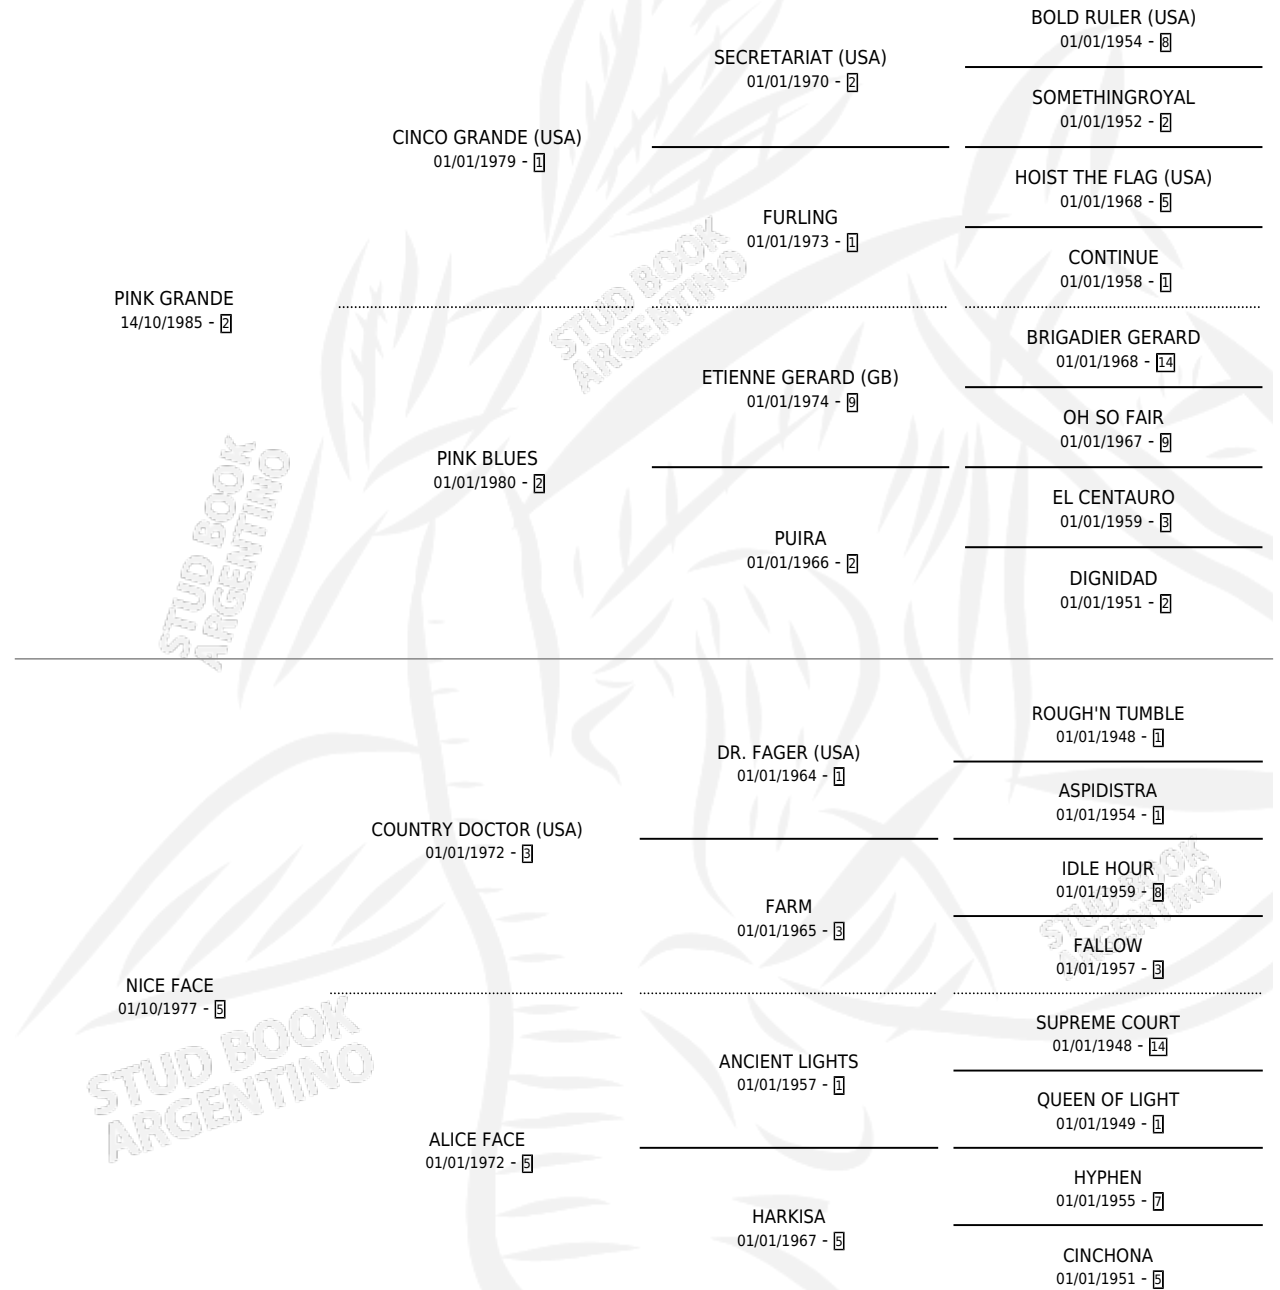 BOLD RULER (USA)
01/01/1954 - 8
SECRETARIAT (USA)
01/01/1970 - 2
SOMETHINGROYAL
01/01/1952 - 2
CINCO GRANDE (USA)
01/01/1979 - 1
HOIST THE FLAG (USA)
01/01/1968 - 5
FURLING
01/01/1973 - 1
CONTINUE
01/01/1958 - 1
PINK GRANDE
14/10/1985 - 2
BRIGADIER GERARD
01/01/1968 - 14
ETIENNE GERARD (GB)
01/01/1974 - 9
OH SO FAIR
01/01/1967 - 9
PINK BLUES
01/01/1980 - 2
EL CENTAURO
01/01/1959 - 3
PUIRA
01/01/1966 - 2
DIGNIDAD
01/01/1951 - 2
STUD BOOK
ARGENTINO
STUD BOOK
ARGENTINO
ROUGH'N TUMBLE
01/01/1948 - 1
DR. FAGER (USA)
01/01/1964 - 1
ASPIDISTRA
01/01/1954 - 1
COUNTRY DOCTOR (USA)
01/01/1972 - 3
IDLE HOUR
01/01/1959 - 8
FARM
01/01/1965 - 3
FALLOW
01/01/1957 - 3
STUD BOOK
ARGENTINO
NICE FACE
01/10/1977 - 5
SUPREME COURT
01/01/1948 - 14
ANCIENT LIGHTS
01/01/1957 - 1
QUEEN OF LIGHT
01/01/1949 - 1
STUD BOOK
ARGENTINO
ALICE FACE
01/01/1972 - 5
HYPHEN
01/01/1955 - 7
HARKISA
01/01/1967 - 5
CINCHONA
01/01/1951 - 5